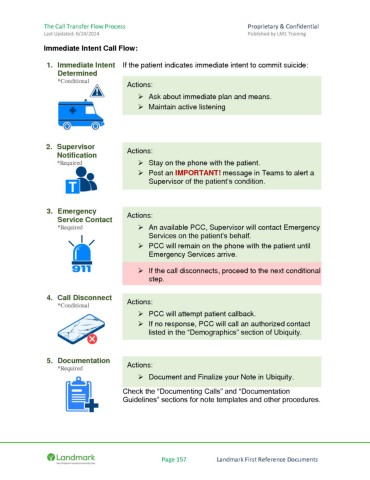 The Call Transfer Flow Process
Proprietary & Confidential
Last Updated: 6/24/2024
Published by LM1 Training
Immediate Intent Call Flow:
1. Immediate Intent Determined
*Conditional
If the patient indicates immediate intent to commit suicide:
Actions:
➢ Ask about immediate plan and means.
➢ Maintain active listening
2. Supervisor
Notification
*Required
T
Actions:
➢ Stay on the phone with the patient.
➢ Post an IMPORTANT! message in Teams to alert a
Supervisor of the patient's condition.
3. Emergency
Service Contact
*Required
911
Actions:
➢ An available PCC, Supervisor will contact Emergency
Services on the patient's behalf.
➢ PCC will remain on the phone with the patient until
Emergency Services arrive.
➢ If the call disconnects, proceed to the next conditional
step.
4. Call Disconnect
*Conditional
Actions:
➢ PCC will attempt patient callback.
➢ If no response, PCC will call an authorized contact
listed in the "Demographics" section of Ubiquity.
5. Documentation
*Required
Actions:
➢ Document and Finalize your Note in Ubiquity.
Check the "Documenting Calls" and "Documentation
Guidelines" sections for note templates and other procedures.
Landmark
Page 157
Landmark First Reference Documents